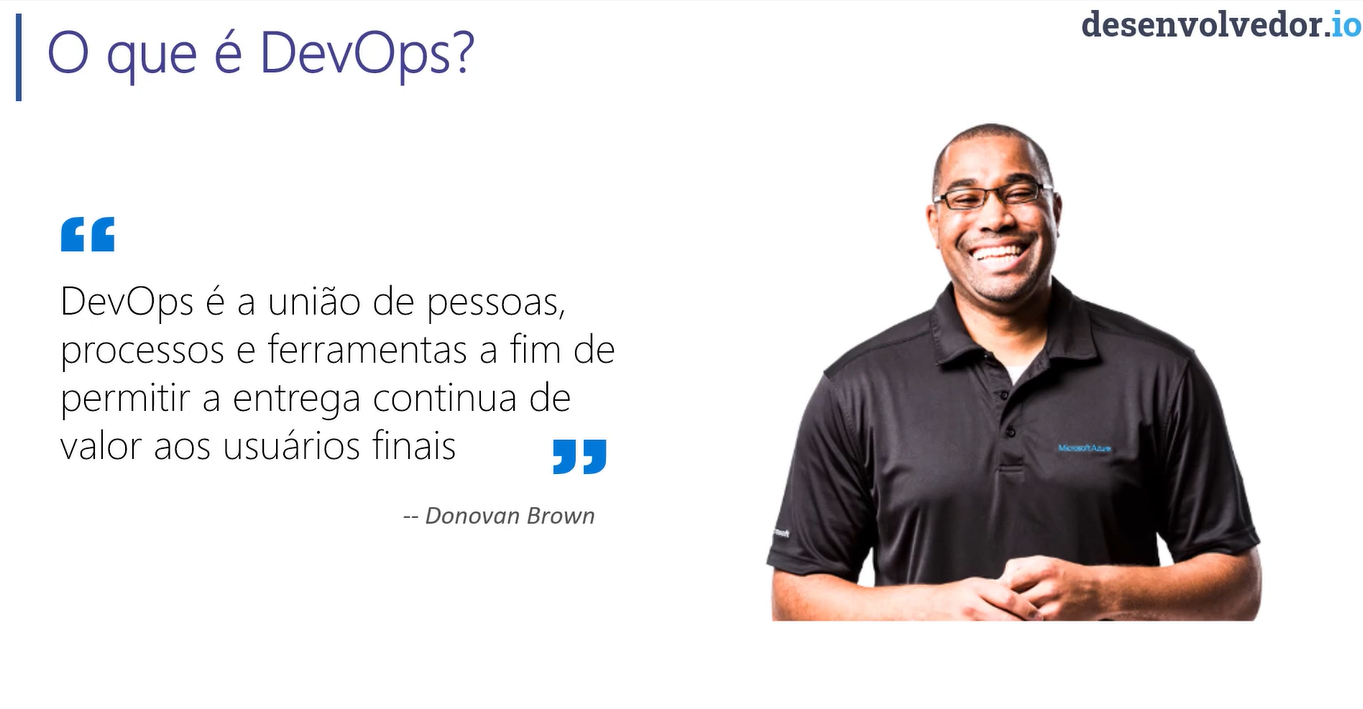 O que é DevOps?
desenvolvedor.io
DevOps é a união de pessoas,
processos e ferramentas a fim de
permitir a entrega continua de
valor aos usuários finais
-- Donovan Brown
Microsoft Azure